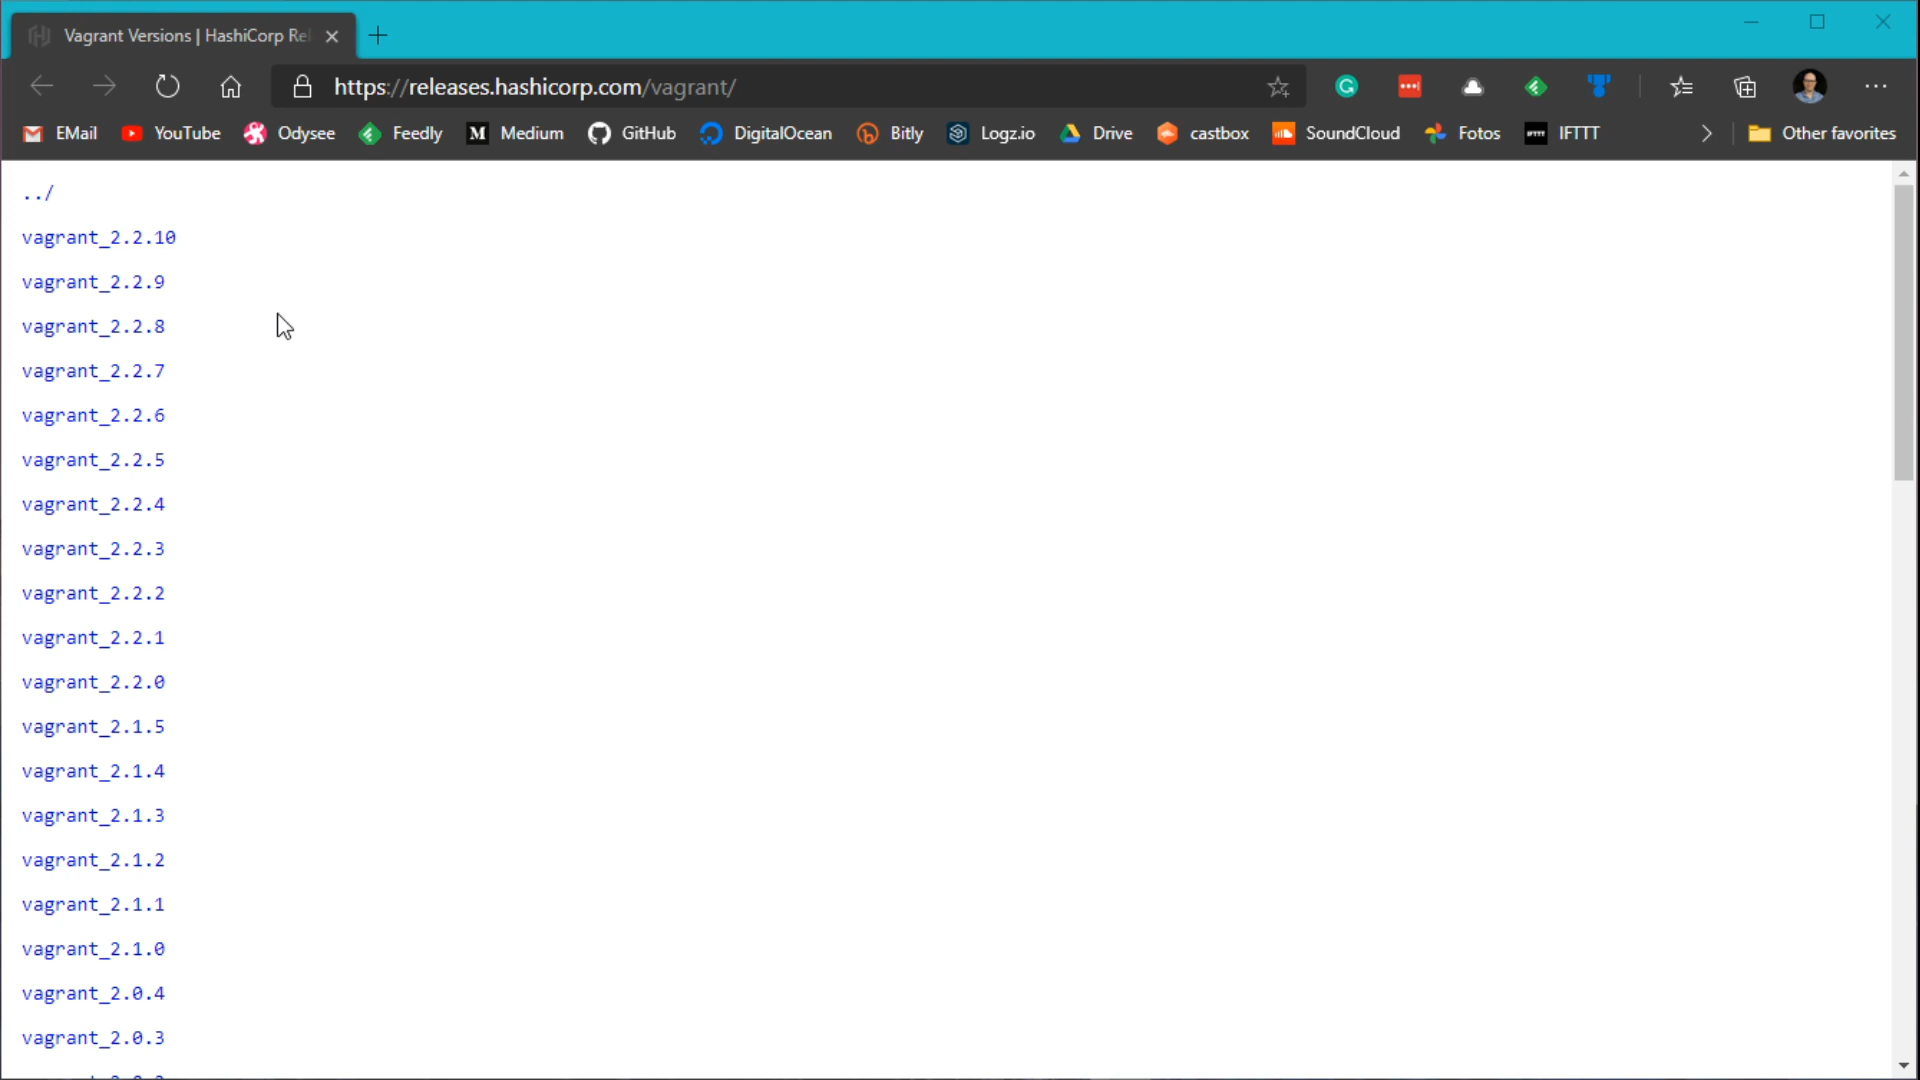 Vagrant Versions | HashiCorp Rel
https://releases.hashicorp.com/vagrant/
EMail YouTube Odysee Feedly Medium GitHub DigitalOcean Bitly Logz.io Drive castbox SoundCloud Fotos IFTTT Other favorites
../
vagrant_2.2.10
vagrant_2.2.9
vagrant_2.2.8
vagrant_2.2.7
vagrant_2.2.6
vagrant_2.2.5
vagrant_2.2.4
vagrant_2.2.3
vagrant_2.2.2
vagrant_2.2.1
vagrant_2.2.0
vagrant_2.1.5
vagrant_2.1.4
vagrant_2.1.3
vagrant_2.1.2
vagrant_2.1.1
vagrant_2.1.0
vagrant_2.0.4
vagrant_2.0.3